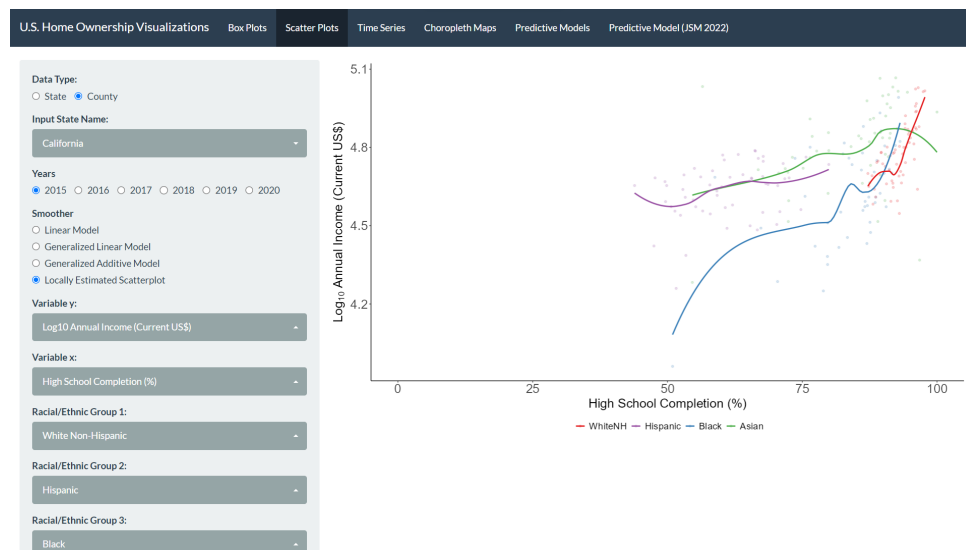 U.S. Home Ownership Visualizations Box Plots Scatter Plots Time Series Choropleth Maps Predictive Models Predictive Model (JSM 2022)
Data Type:
State County
Input State Name:
California
Years
2015 2016 2017 2018 2019 2020
Smoother
Linear Model
Generalized Linear Model
Generalized Additive Model
Locally Estimated Scatterplot
Variable y:
Log10 Annual Income (Current US$)
Variable x:
High School Completion (%)
Racial/Ethnic Group 1:
White Non-Hispanic
Racial/Ethnic Group 2:
Hispanic
Racial/Ethnic Group 3:
Black
Log₁₀ Annual Income (Current US$)
5.1
4.8
4.5
4.2
0 25 50 75 100
High School Completion (%)
WhiteNH Hispanic Black Asian